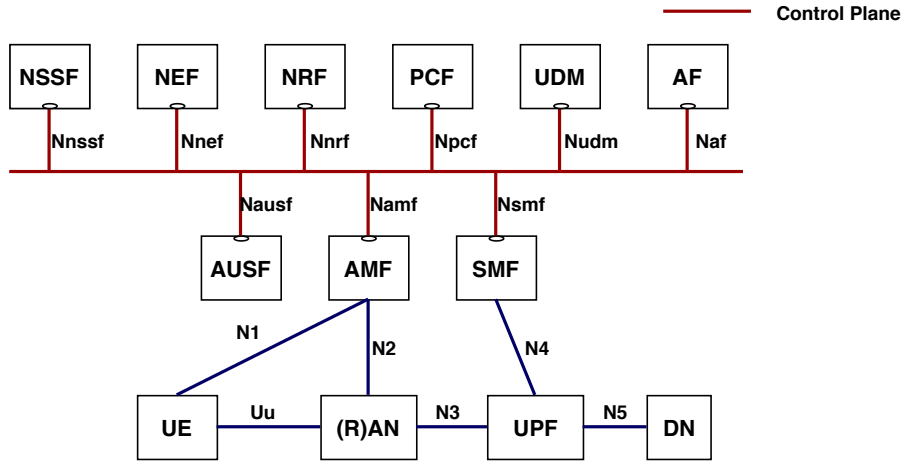 Control Plane
NSSF NEF NRF PCF UDM AF
Nnssf Nnef Nnrf Npcf Nudm Naf
Nausf Namf Nsmf
AUSF AMF SMF
N1 N2 N4
Uu N3 N5
UE (R)AN UPF DN